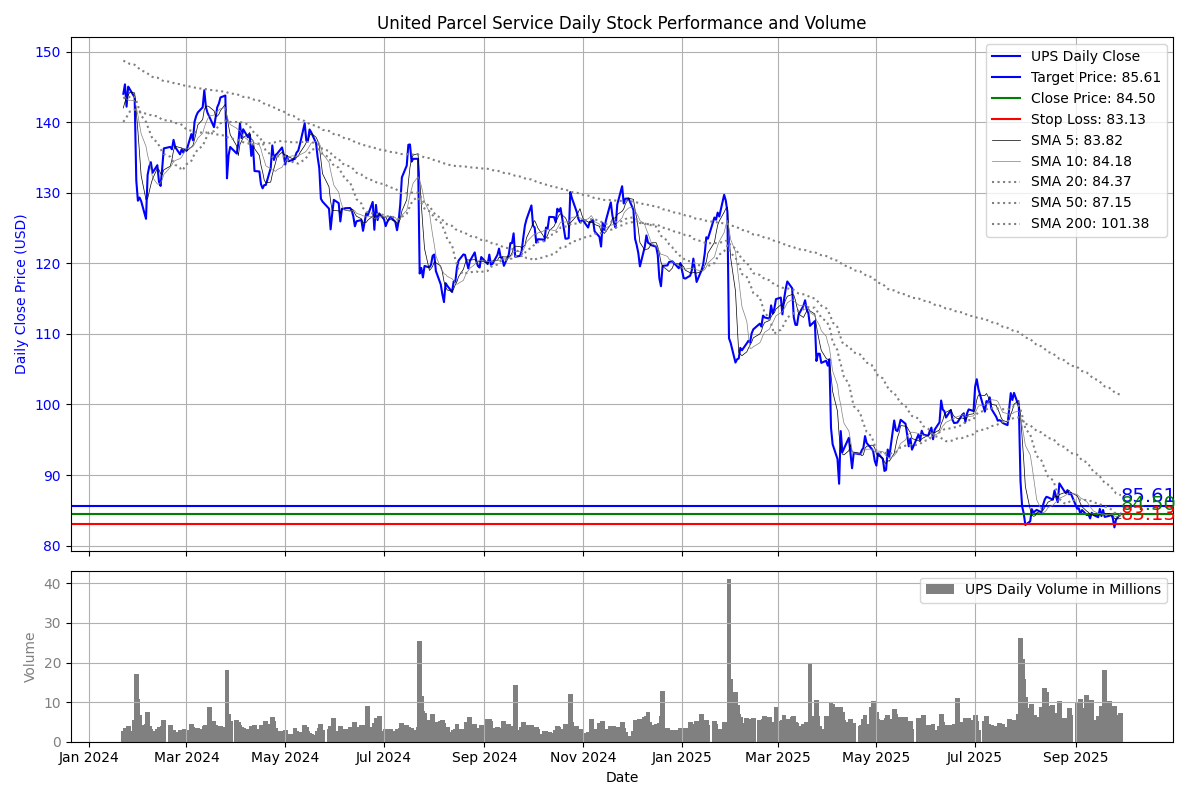 United Parcel Service Daily Stock Performance and Volume
Daily Close Price (USD)
150
140
130
120
110
100
90
80
UPS Daily Close
Target Price: 85.61
Close Price: 84.50
Stop Loss: 83.13
SMA 5: 83.82
SMA 10: 84.18
SMA 20: 84.37
SMA 50: 87.15
SMA 200: 101.38
85.61
84.50
83.13
Volume
40
30
20
10
0
UPS Daily Volume in Millions
Jan 2024 Mar 2024 May 2024 Jul 2024 Sep 2024 Nov 2024 Jan 2025 Mar 2025 May 2025 Jul 2025 Sep 2025
Date